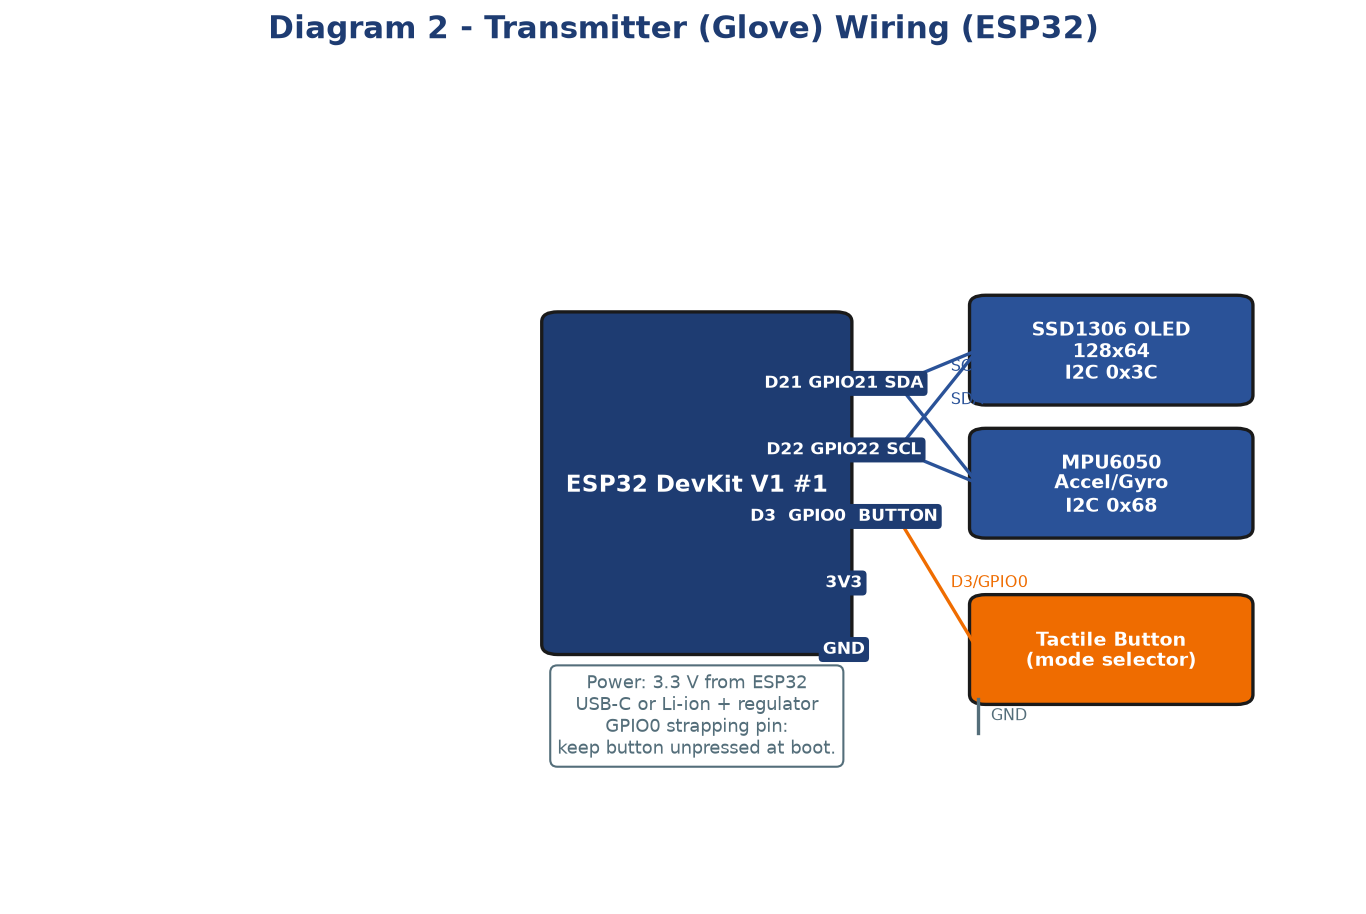 Diagram 2 - Transmitter (Glove) Wiring (ESP32)
ESP32 DevKit V1 #1
D21 GPIO21 SDA
D22 GPIO22 SCL
D3  GPIO0  BUTTON
3V3
GND
SSD1306 OLED
128x64
I2C 0x3C
MPU6050
Accel/Gyro
I2C 0x68
D3/GPIO0
Tactile Button
(mode selector)
GND
Power: 3.3 V from ESP32
USB-C or Li-ion + regulator
GPIO0 strapping pin:
keep button unpressed at boot.